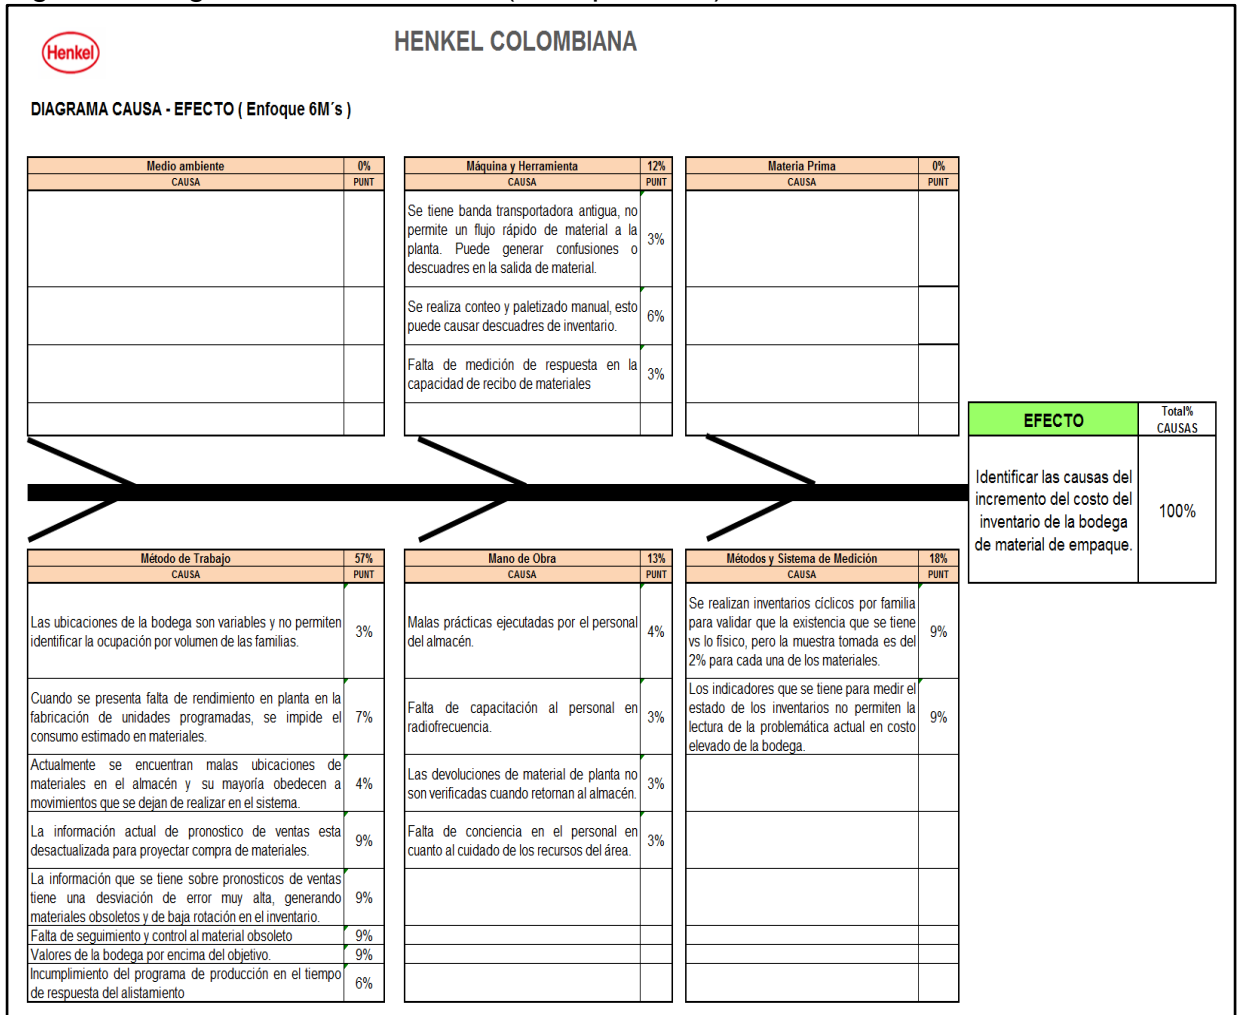 Henkel
HENKEL COLOMBIANA
DIAGRAMA CAUSA - EFECTO ( Enfoque 6M´s )
Medio ambiente 0%
CAUSA PUNT
Máquina y Herramienta 12%
CAUSA PUNT
Se tiene banda transportadora antigua, no
permite un flujo rápido de material a la
planta. Puede generar confusiones o
descuadres en la salida de material.
3%
Se realiza conteo y paletizado manual, esto
puede causar descuadres de inventario.
6%
Falta de medición de respuesta en la
capacidad de recibo de materiales
3%
Materia Prima 0%
CAUSA PUNT
EFECTO
Total%
CAUSAS
Identificar las causas del
incremento del costo del
inventario de la bodega
de material de empaque.
100%
Método de Trabajo 57%
CAUSA PUNT
Las ubicaciones de la bodega son variables y no permiten
identificar la ocupación por volumen de las familias.
3%
Cuando se presenta falta de rendimiento en planta en la
fabricación de unidades programadas, se impide el
consumo estimado en materiales.
7%
Actualmente se encuentran malas ubicaciones de
materiales en el almacén y su mayoría obedecen a
movimientos que se dejan de realizar en el sistema.
4%
La información actual de pronostico de ventas esta
desactualizada para proyectar compra de materiales.
9%
La información que se tiene sobre pronosticos de ventas
tiene una desviación de error muy alta, generando
materiales obsoletos y de baja rotación en el inventario.
9%
Falta de seguimiento y control al material obsoleto 9%
Valores de la bodega por encima del objetivo. 9%
Incumplimiento del programa de producción en el tiempo
de respuesta del alistamiento
6%
Mano de Obra 13%
CAUSA PUNT
Malas prácticas ejecutadas por el personal
del almacén.
4%
Falta de capacitación al personal en
radiofrecuencia.
3%
Las devoluciones de material de planta no
son verificadas cuando retornan al almacén.
3%
Falta de conciencia en el personal en
cuanto al cuidado de los recursos del área.
3%
Métodos y Sistema de Medición 18%
CAUSA PUNT
Se realizan inventarios cíclicos por familia
para validar que la existencia que se tiene
vs lo físico, pero la muestra tomada es del
2% para cada una de los materiales.
9%
Los indicadores que se tiene para medir el
estado de los inventarios no permiten la
lectura de la problemática actual en costo
elevado de la bodega.
9%